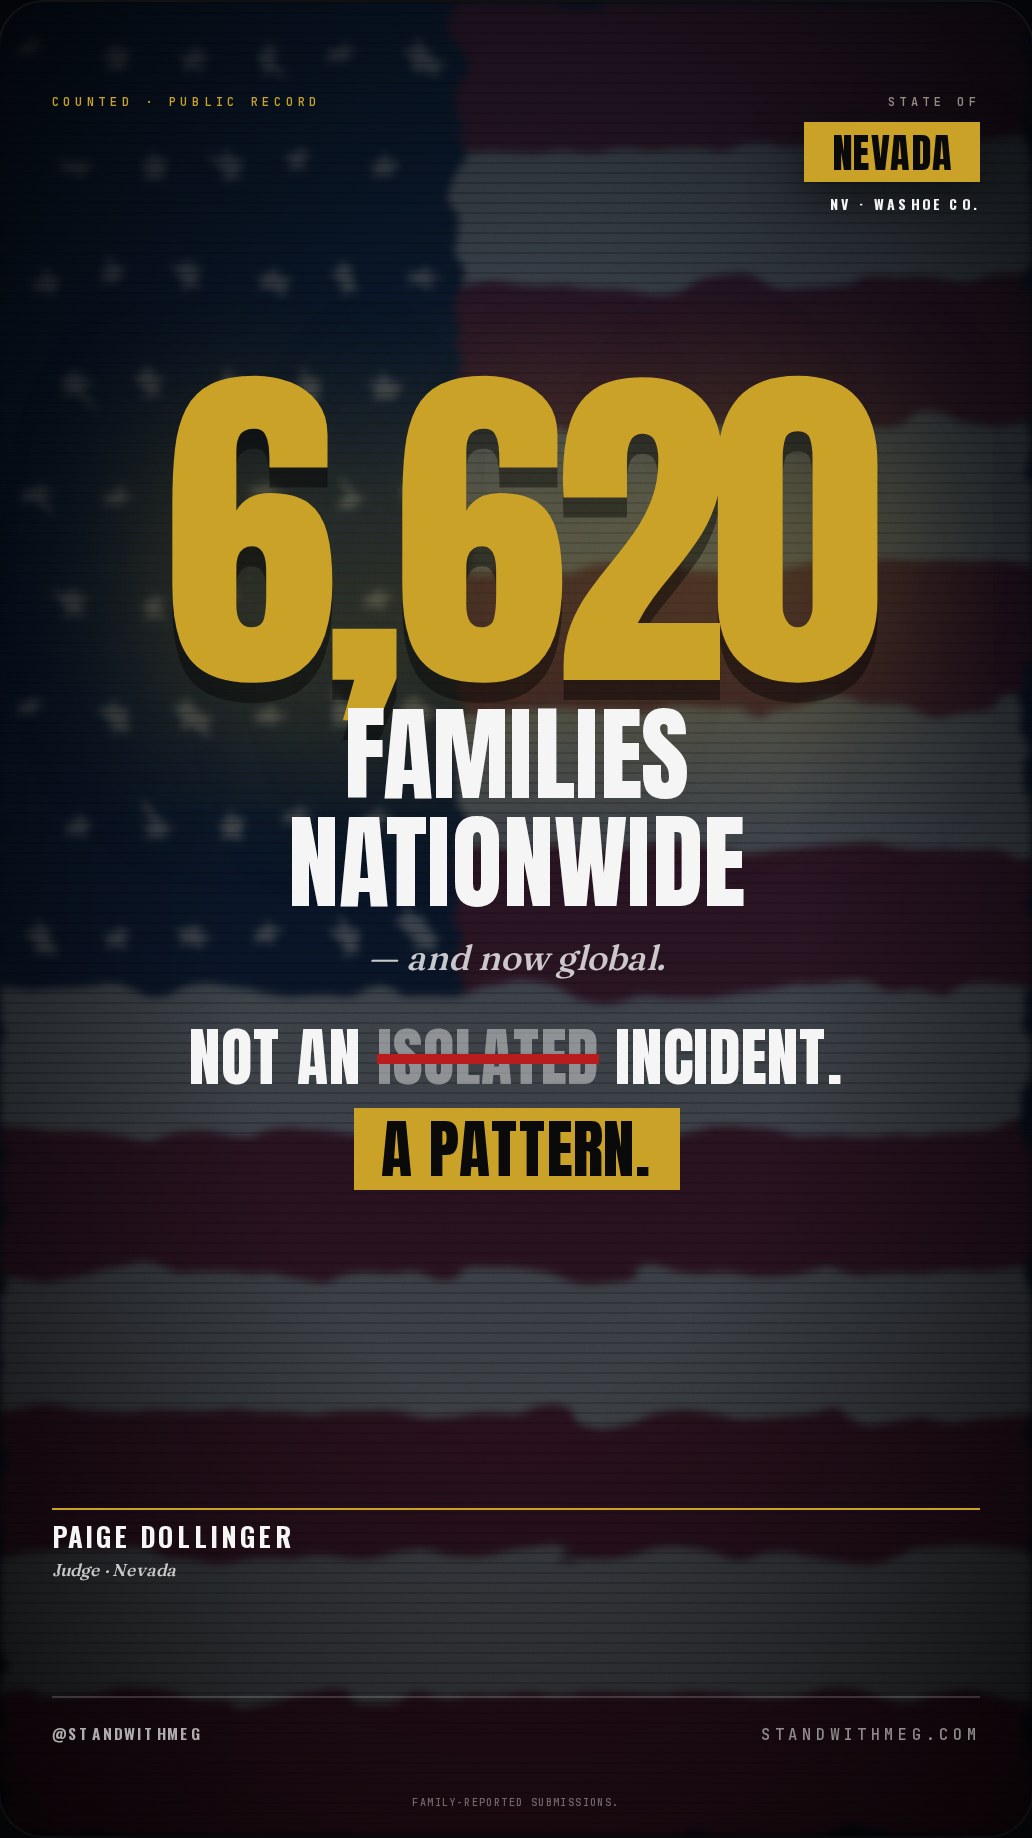 COUNTED · PUBLIC RECORD
STATE OF
NEVADA
NV · WASHOE CO.
6,620
FAMILIES
NATIONWIDE
— and now global.
NOT AN ISOLATED INCIDENT.
A PATTERN.
PAIGE DOLLINGER
Judge · Nevada
@STANDWITHMEG
STANDWITHMEG.COM
FAMILY-REPORTED SUBMISSIONS.